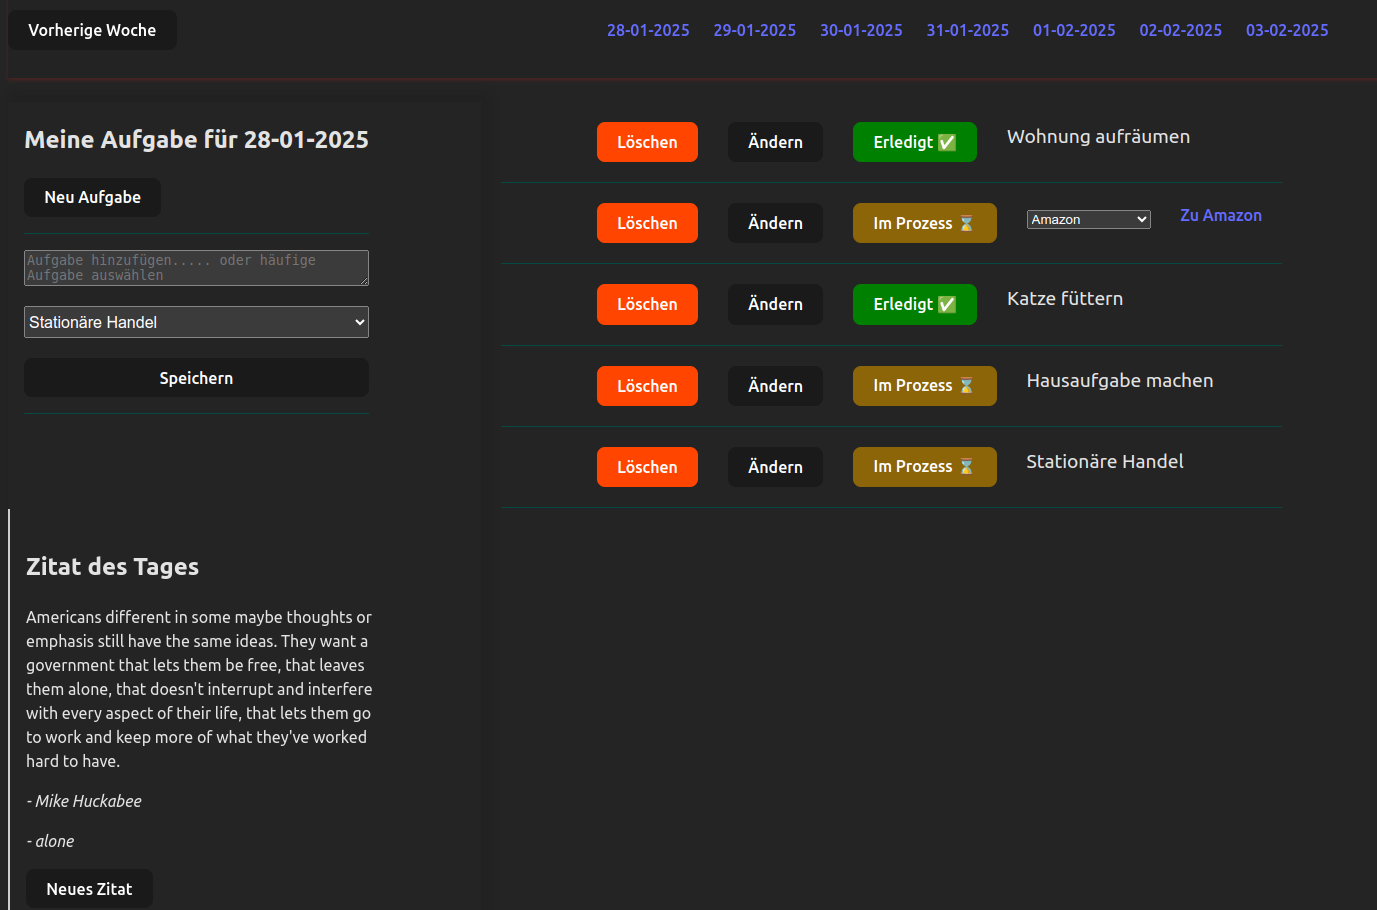 Vorherige Woche
28-01-2025 29-01-2025 30-01-2025 31-01-2025 01-02-2025 02-02-2025 03-02-2025
Meine Aufgabe für 28-01-2025
Neu Aufgabe
Aufgabe hinzufügen..... oder häufige
Aufgabe auswählen
Stationäre Handel
Speichern
Löschen Ändern Erledigt ✅ Wohnung aufräumen
Löschen Ändern Im Prozess ⌛ Amazon Zu Amazon
Löschen Ändern Erledigt ✅ Katze füttern
Löschen Ändern Im Prozess ⌛ Hausaufgabe machen
Löschen Ändern Im Prozess ⌛ Stationäre Handel
Zitat des Tages
Americans different in some maybe thoughts or
emphasis still have the same ideas. They want a
government that lets them be free, that leaves
them alone, that doesn't interrupt and interfere
with every aspect of their life, that lets them go
to work and keep more of what they've worked
hard to have.
- Mike Huckabee
- alone
Neues Zitat